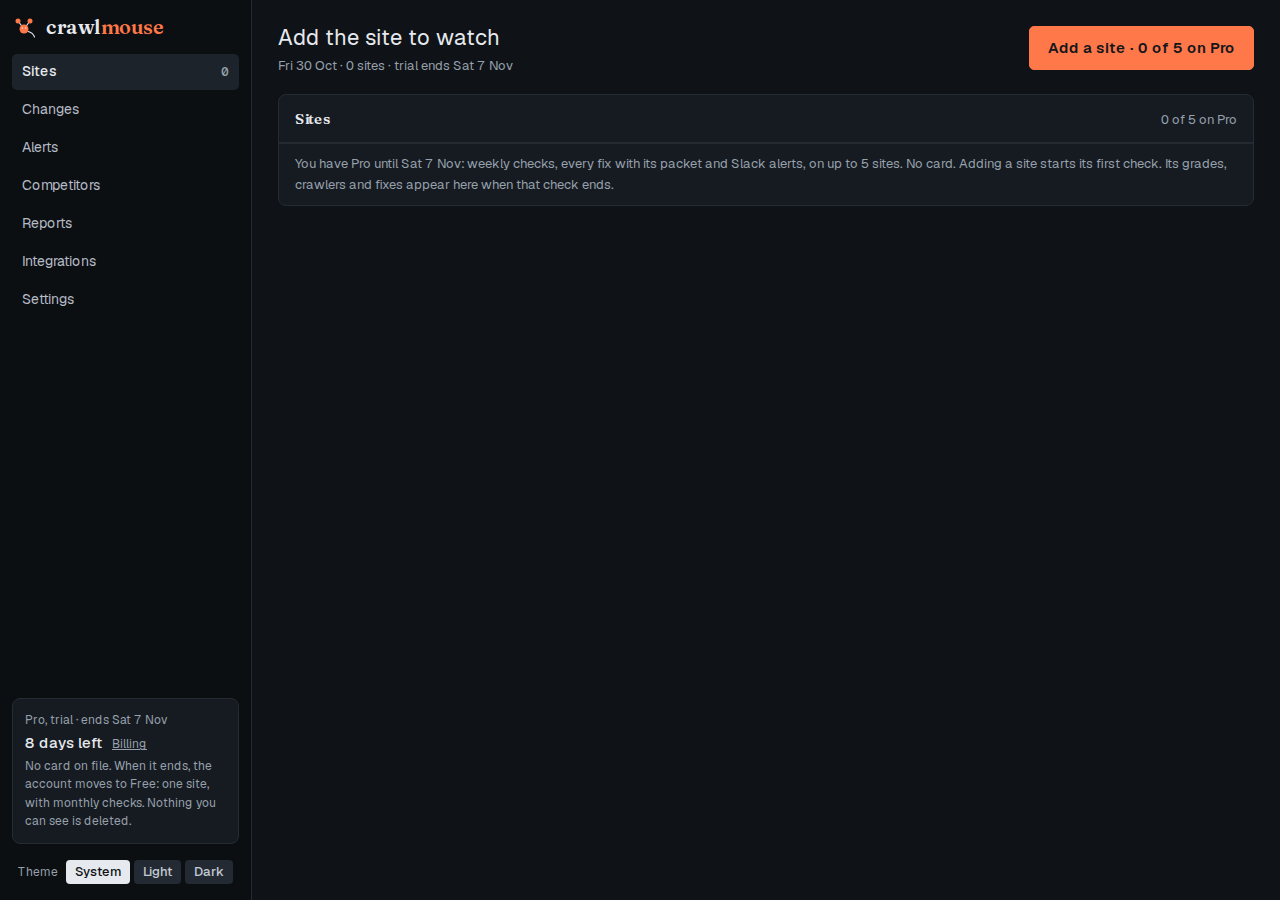 crawlmouse
Sites 0
Changes
Alerts
Competitors
Reports
Integrations
Settings
Pro, trial · ends Sat 7 Nov
8 days left Billing
No card on file. When it ends, the
account moves to Free: one site,
with monthly checks. Nothing you
can see is deleted.
Theme System Light Dark
Add the site to watch
Fri 30 Oct · 0 sites · trial ends Sat 7 Nov
Add a site · 0 of 5 on Pro
Sites 0 of 5 on Pro
You have Pro until Sat 7 Nov: weekly checks, every fix with its packet and Slack alerts, on up to 5 sites. No card. Adding a site starts its first check. Its grades,
crawlers and fixes appear here when that check ends.